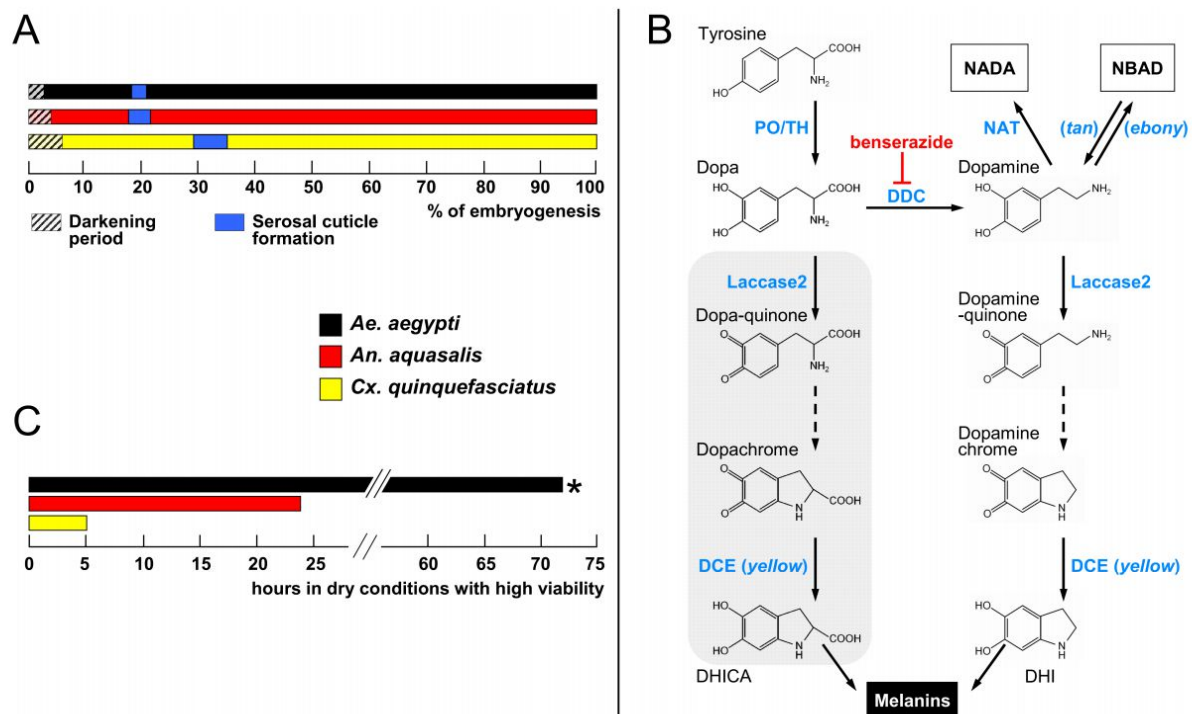 A
0 10 20 30 40 50 60 70 80 90 100
% of embryogenesis
Darkening
period
Serosal cuticle
formation
Ae. aegypti
An. aquasalis
Cx. quinquefasciatus
C
*
0 5 10 15 20 25 60 65 70 75
hours in dry conditions with high viability
B
Tyrosine
COOH
NH2
HO
NADA
NBAD
PO/TH
NAT
(tan)
(ebony)
benserazide
Dopa
HO
HO
COOH
NH2
DDC
Dopamine
HO
HO
NH2
Laccase2
Laccase2
Dopa-quinone
O
O
COOH
NH2
Dopamine
-quinone
O
O
NH2
Dopachrome
O
O
N
H
COOH
Dopamine
chrome
O
O
N
H
DCE (yellow)
DCE (yellow)
HO
HO
N
H
COOH
DHICA
HO
HO
N
H
DHI
Melanins